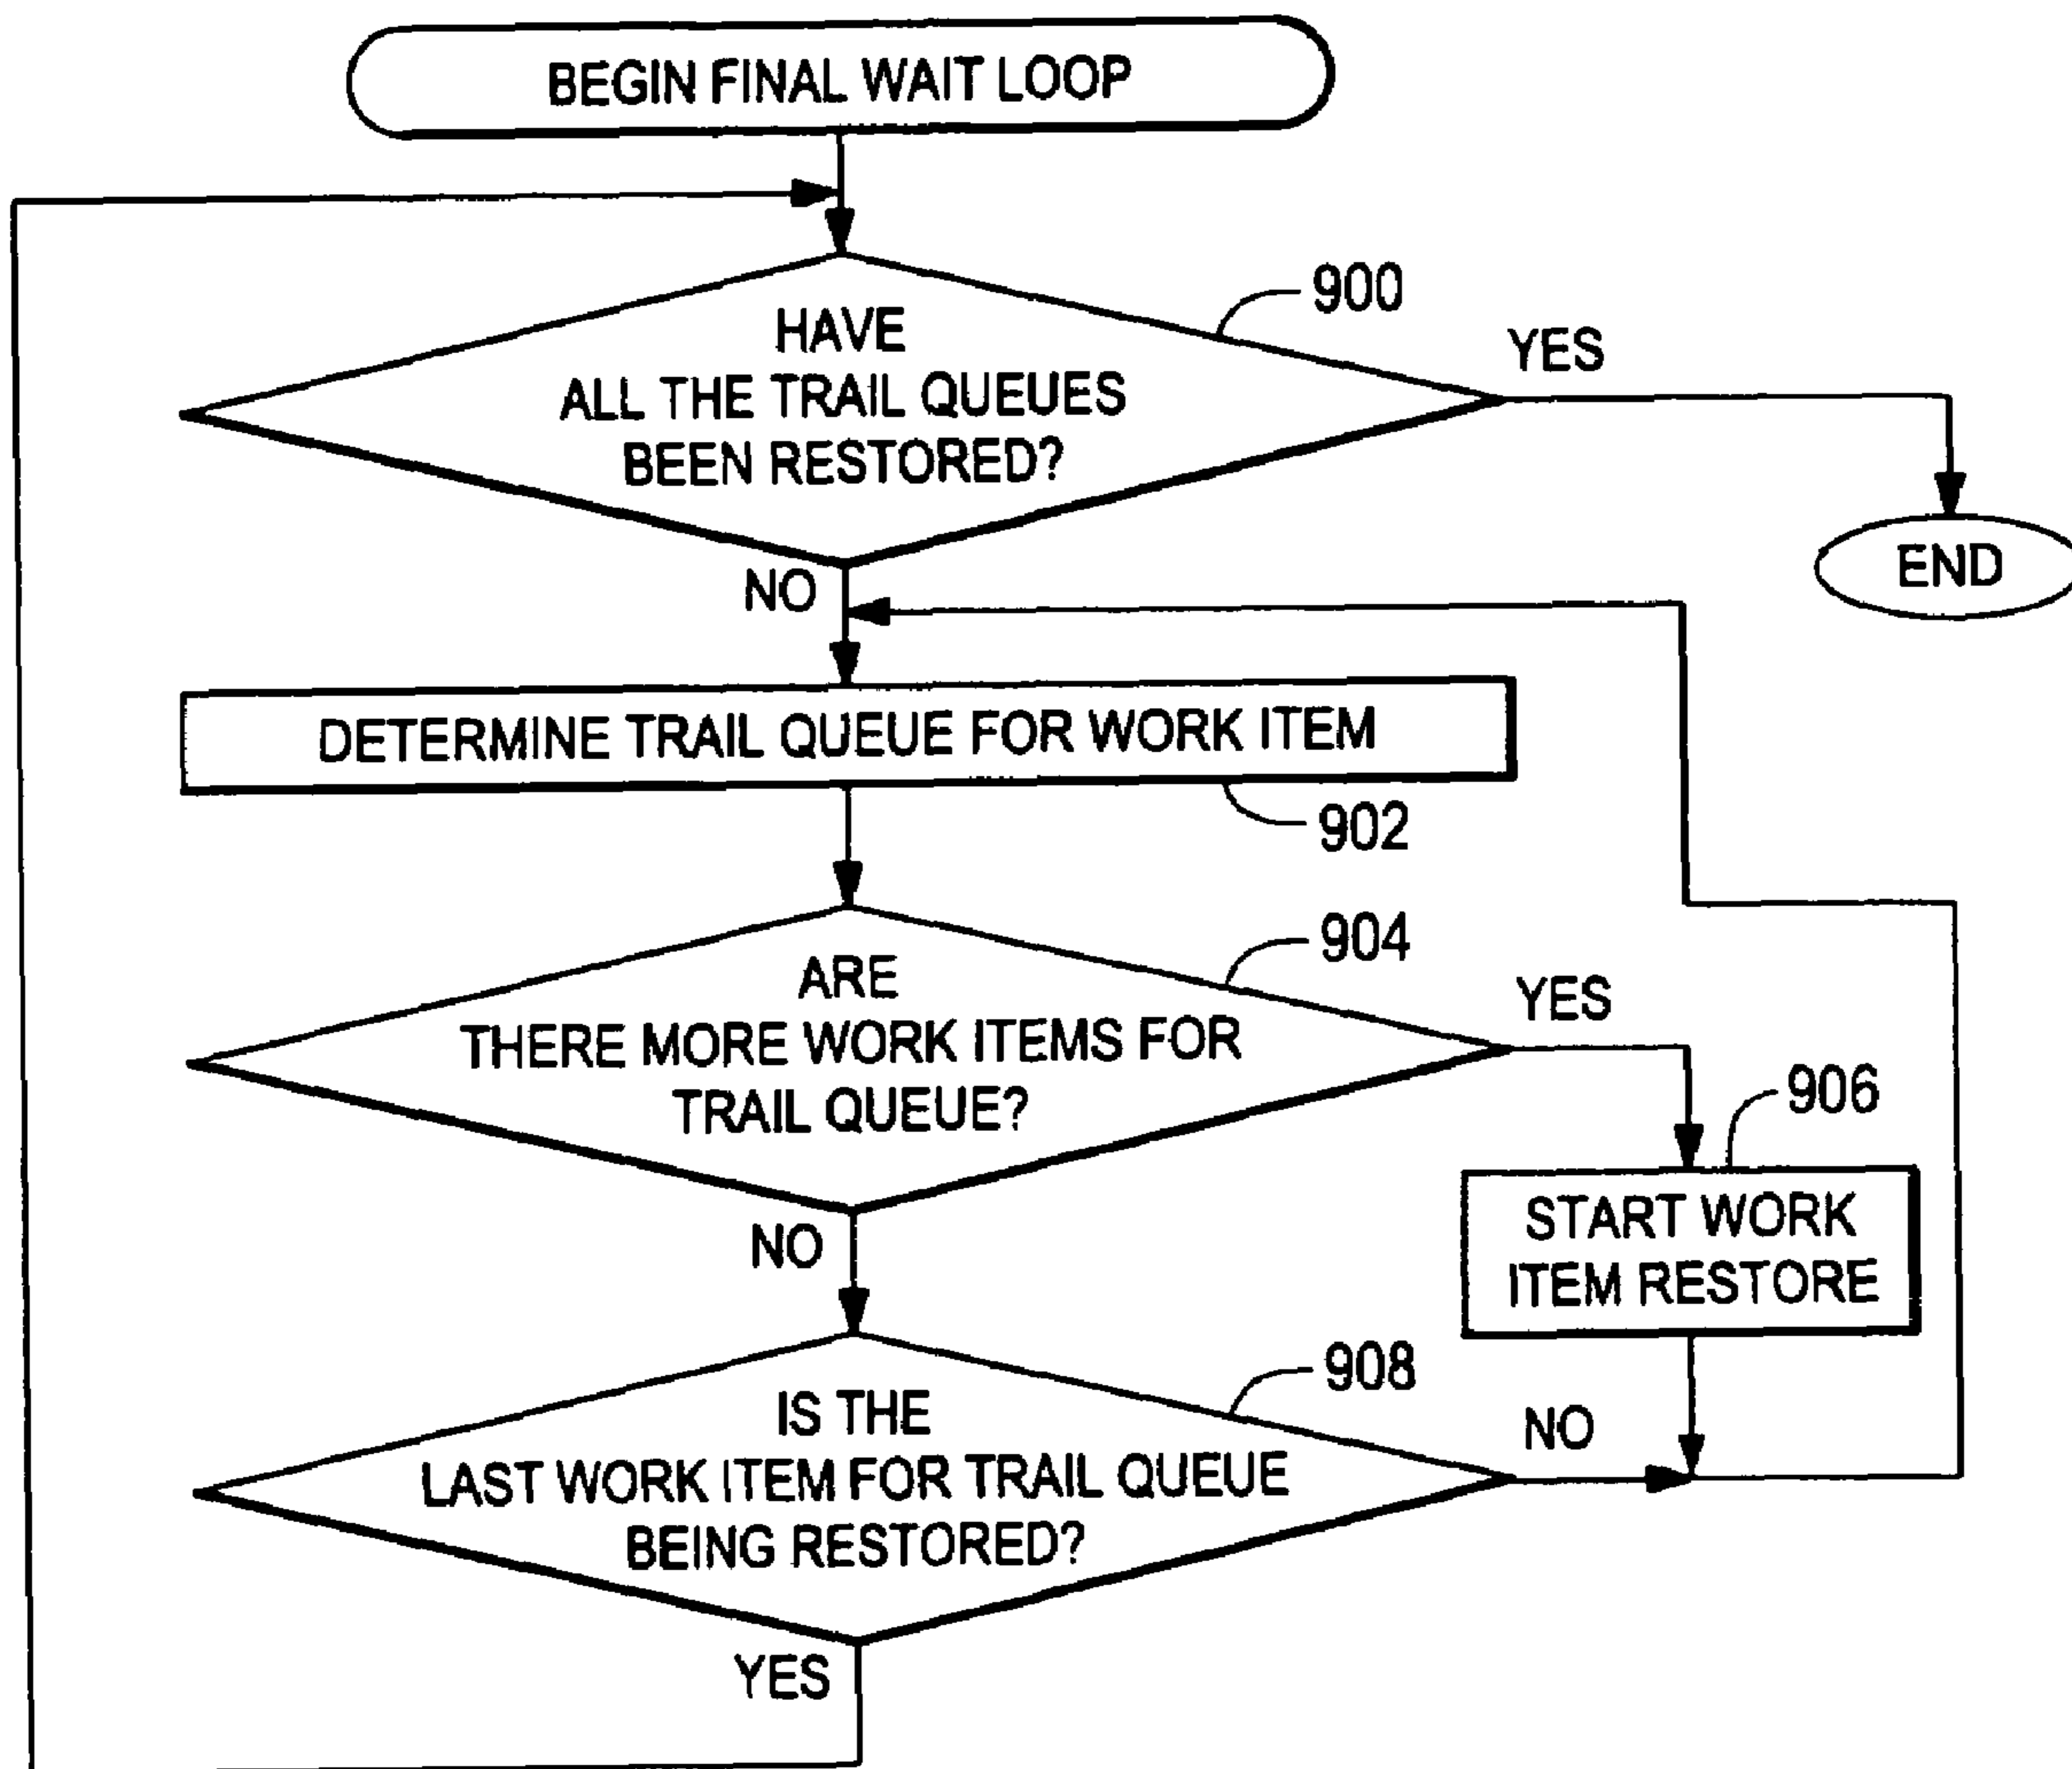 BEGIN FINAL WAIT LOOP
900
HAVE
ALL THE TRAIL QUEUES
BEEN RESTORED?
YES
END
NO
DETERMINE TRAIL QUEUE FOR WORK ITEM
902
904
ARE
THERE MORE WORK ITEMS FOR
TRAIL QUEUE?
YES
906
START WORK
ITEM RESTORE
NO
908
IS THE
LAST WORK ITEM FOR TRAIL QUEUE
BEING RESTORED?
NO
YES